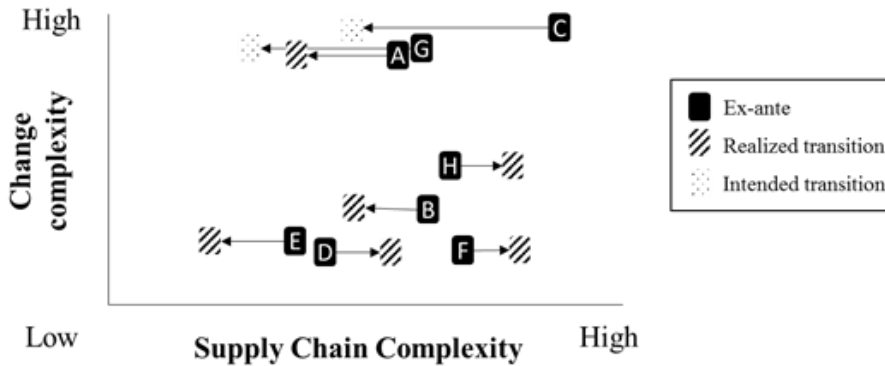 High
C
G
A
Ex-ante
Realized transition
Intended transition
Change
complexity
H
B
E
D
F
Low
Supply Chain Complexity
High